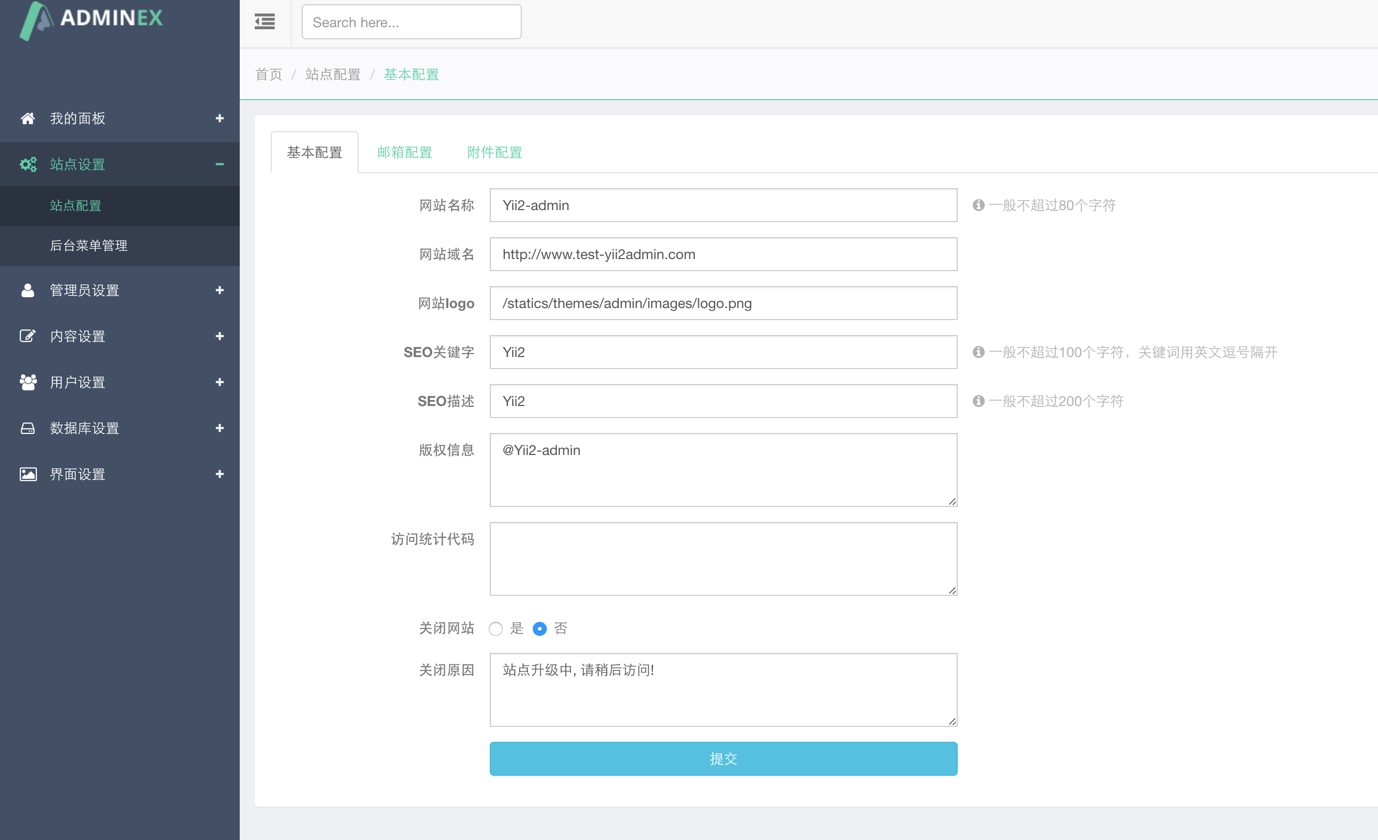 ADMINEX
Search here...
首页 / 站点配置 / 基本配置
我的面板
站点设置
站点配置
后台菜单管理
管理员设置
内容设置
用户设置
数据库设置
界面设置
基本配置 邮箱配置 附件配置
网站名称 Yii2-admin 一般不超过80个字符
网站域名 http://www.test-yii2admin.com
网站logo /statics/themes/admin/images/logo.png
SEO关键字 Yii2 一般不超过100个字符，关键词用英文逗号隔开
SEO描述 Yii2 一般不超过200个字符
版权信息 @Yii2-admin
访问统计代码
关闭网站 是 否
关闭原因 站点升级中, 请稍后访问!
提交